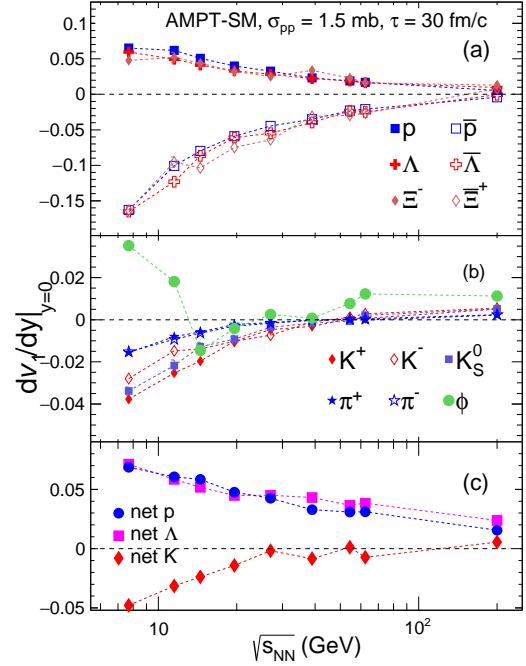 AMPT-SM, σpp = 1.5 mb, τ = 30 fm/c
0.1
0.05
0
−0.05
−0.1
−0.15
(a)
p p̅
Λ Λ̅
Ξ⁻ Ξ̅⁺
0.02
0
−0.02
−0.04
(b)
K⁺ K⁻ K⁰S
π⁺ π⁻ ϕ
dv₁/dy|y=0
0.05
0
−0.05
(c)
net p
net Λ
net K
10 10²
√sNN (GeV)